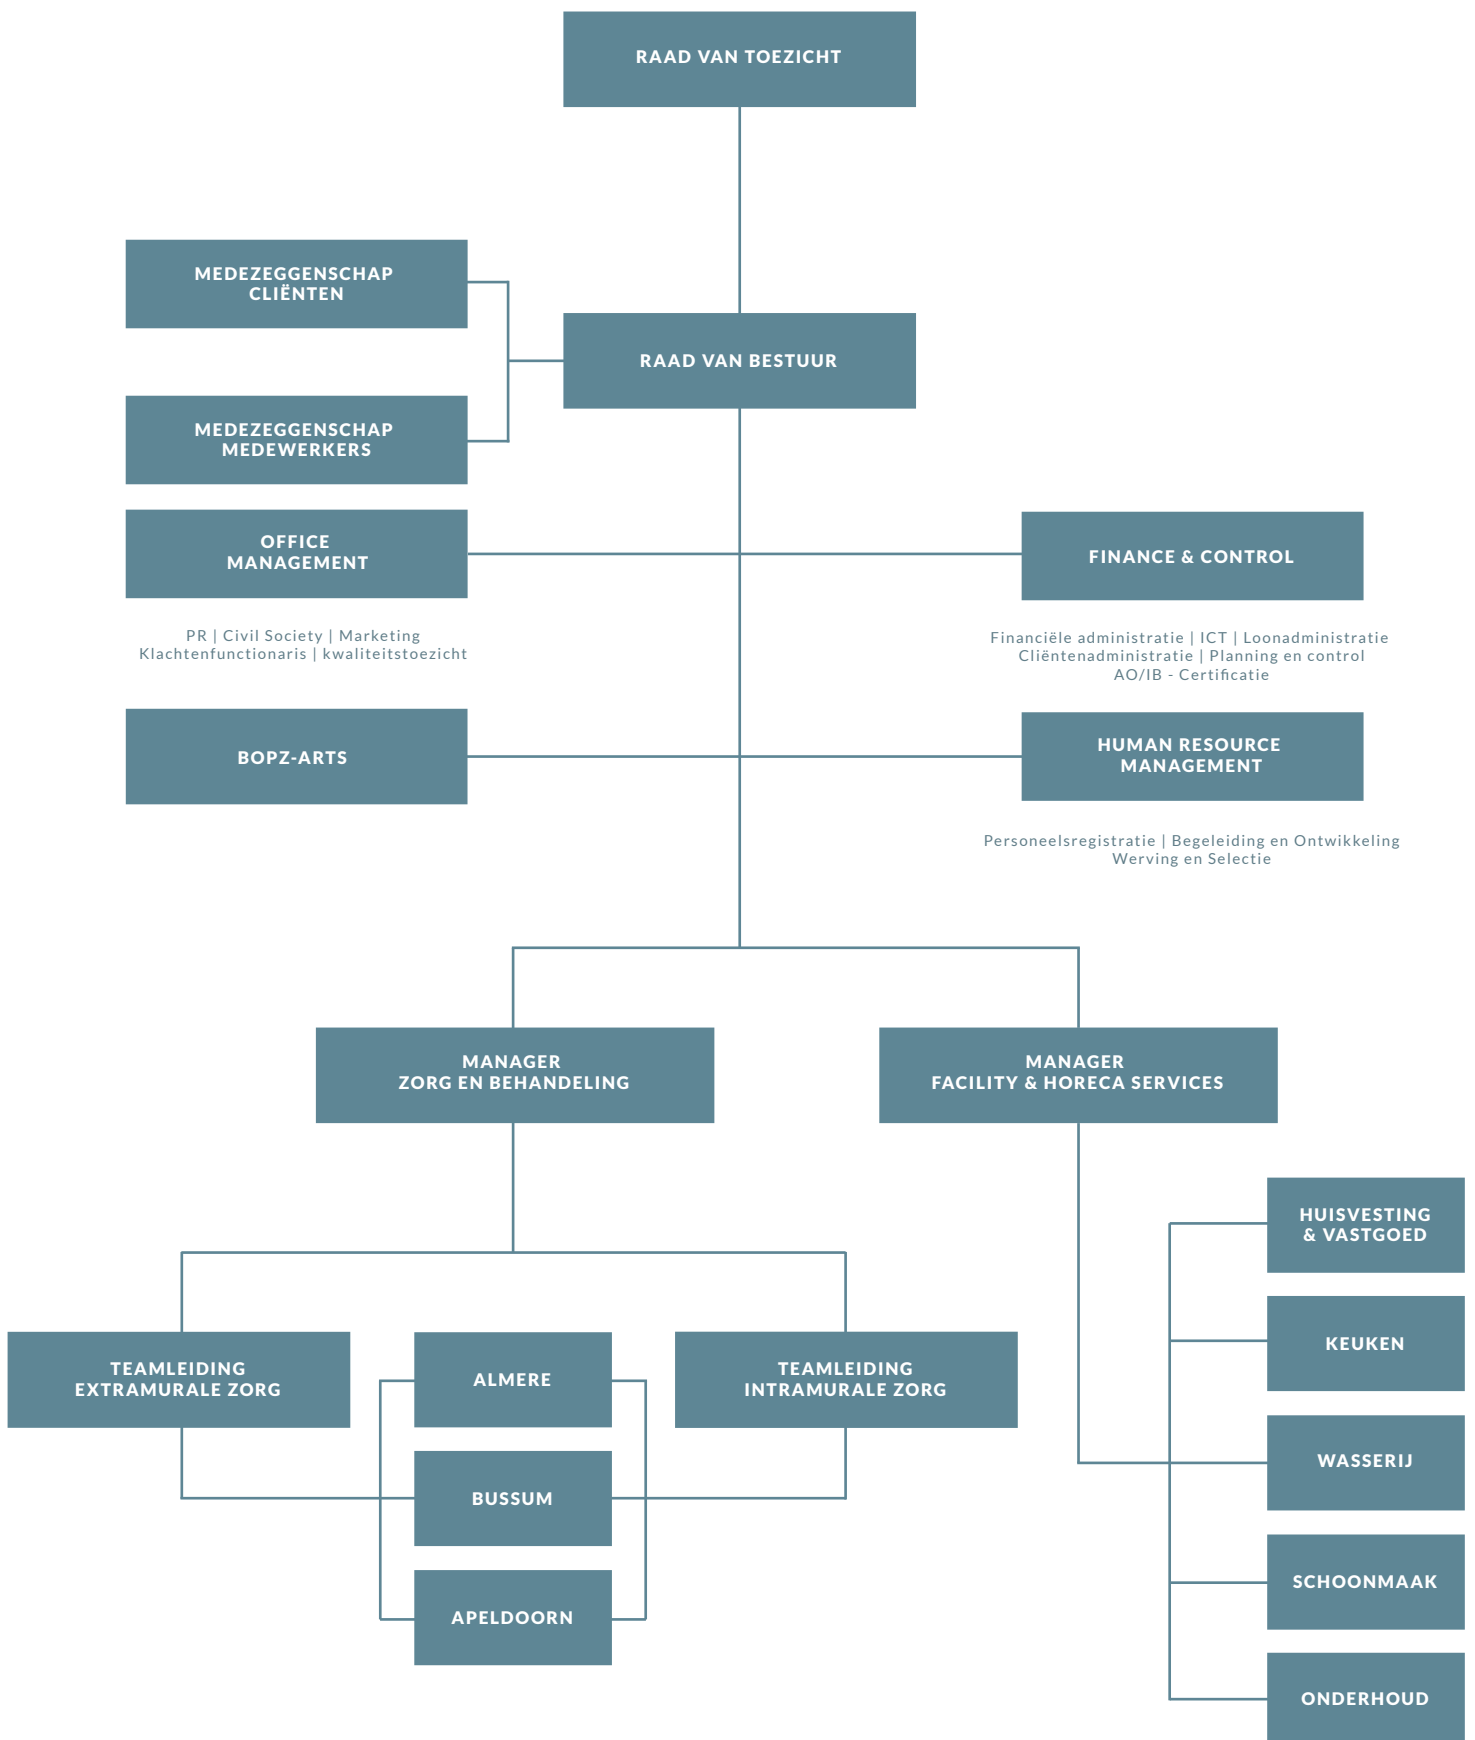 RAAD VAN TOEZICHT
MEDEZEGGENSCHAP
CLIËNTEN
RAAD VAN BESTUUR
MEDEZEGGENSCHAP
MEDEWERKERS
OFFICE
MANAGEMENT
FINANCE & CONTROL
PR | Civil Society | Marketing
Klachtenfunctionaris | kwaliteitstoezicht
Financiële administratie | ICT | Loonadministratie
Cliëntenadministratie | Planning en control
AO/IB - Certificatie
BOPZ-ARTS
HUMAN RESOURCE
MANAGEMENT
Personeelsregistratie | Begeleiding en Ontwikkeling
Werving en Selectie
MANAGER
ZORG EN BEHANDELING
MANAGER
FACILITY & HORECA SERVICES
HUISVESTING
& VASTGOED
KEUKEN
TEAMLEIDING
EXTRAMURALE ZORG
ALMERE
TEAMLEIDING
INTRAMURALE ZORG
WASSERIJ
BUSSUM
SCHOONMAAK
APELDOORN
ONDERHOUD